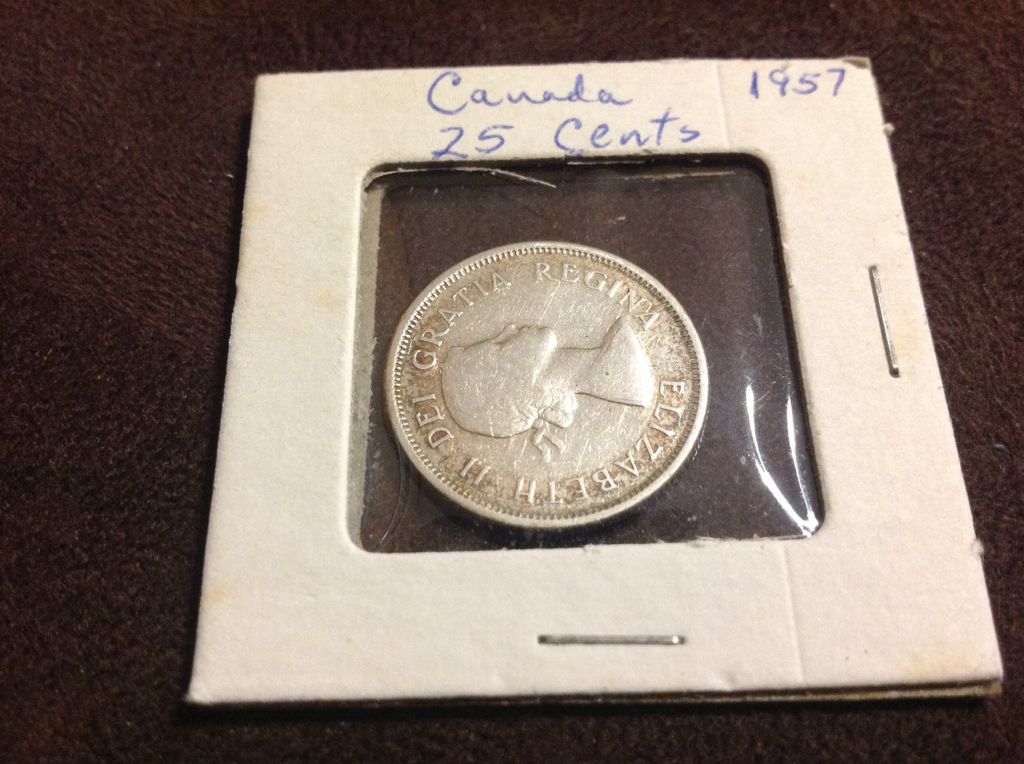 Canada 1957
25 Cents
ELIZABETH II DEI GRATIA REGINA